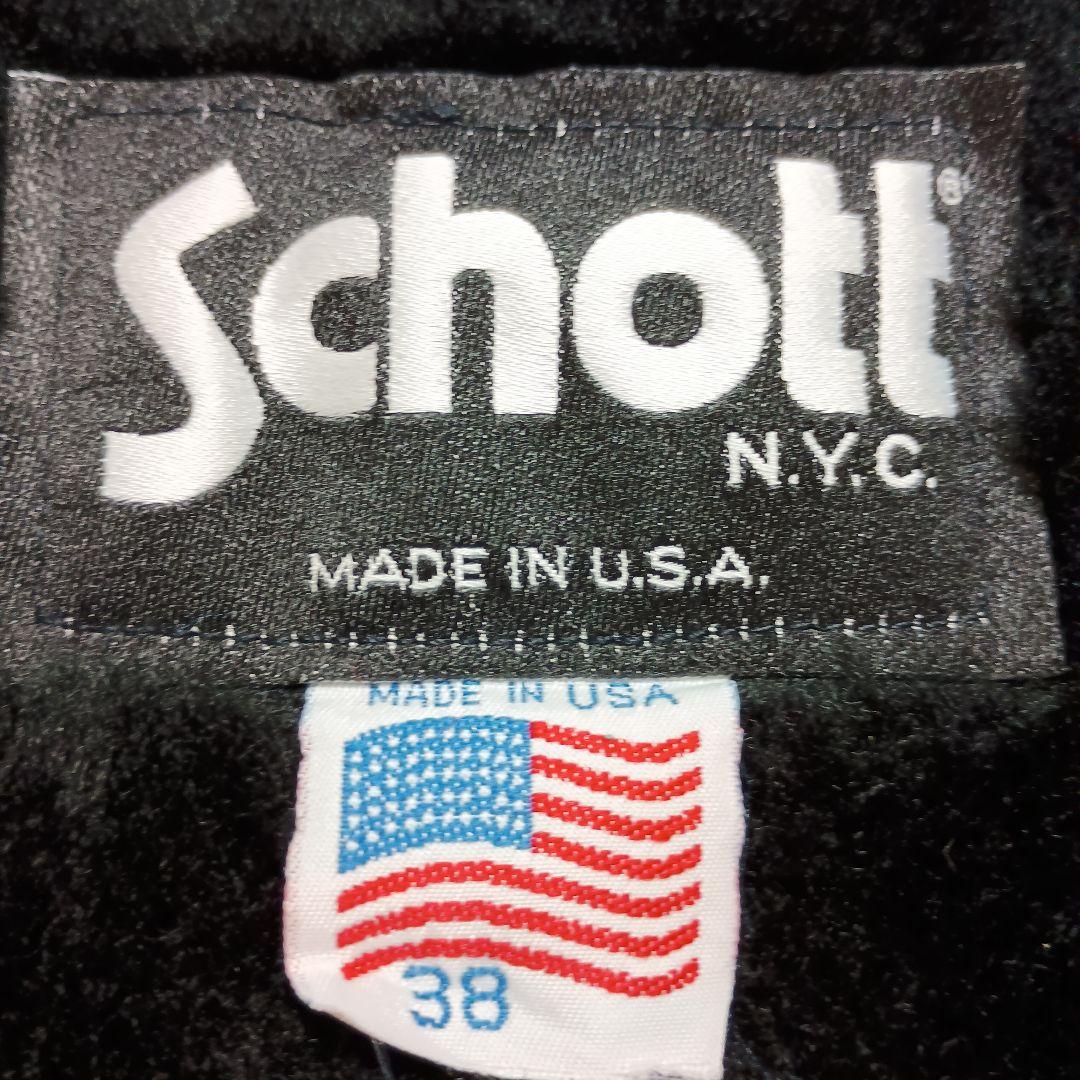 Schott®
N.Y.C.
MADE IN U.S.A.
MADE IN USA
38